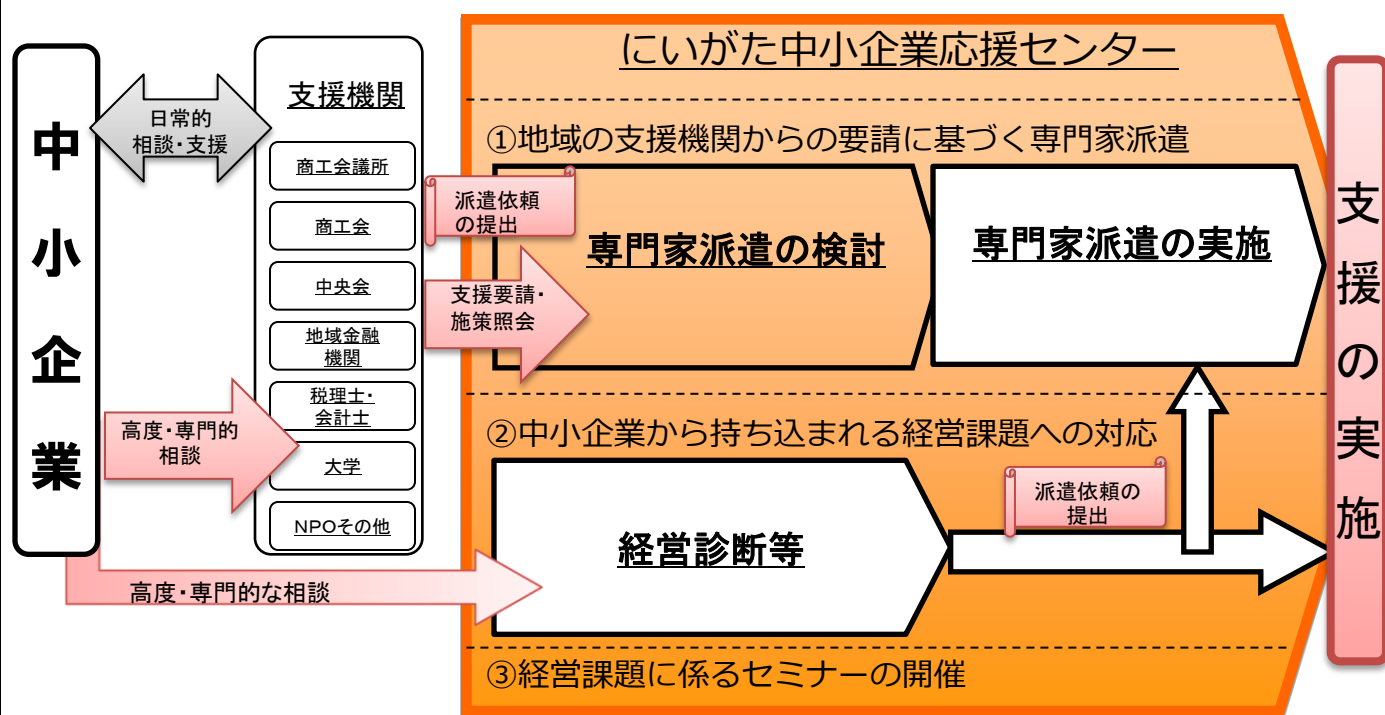 にいがた中小企業応援センター
中小企業
日常的
相談・支援
支援機関
商工会議所
商工会
中央会
地域金融
機関
税理士・
会計士
大学
NPOその他
高度・専門的
相談
高度・専門的な相談
①地域の支援機関からの要請に基づく専門家派遣
派遣依頼
の提出
支援要請・
施策照会
専門家派遣の検討
専門家派遣の実施
②中小企業から持ち込まれる経営課題への対応
経営診断等
派遣依頼の
提出
③経営課題に係るセミナーの開催
支援の実施